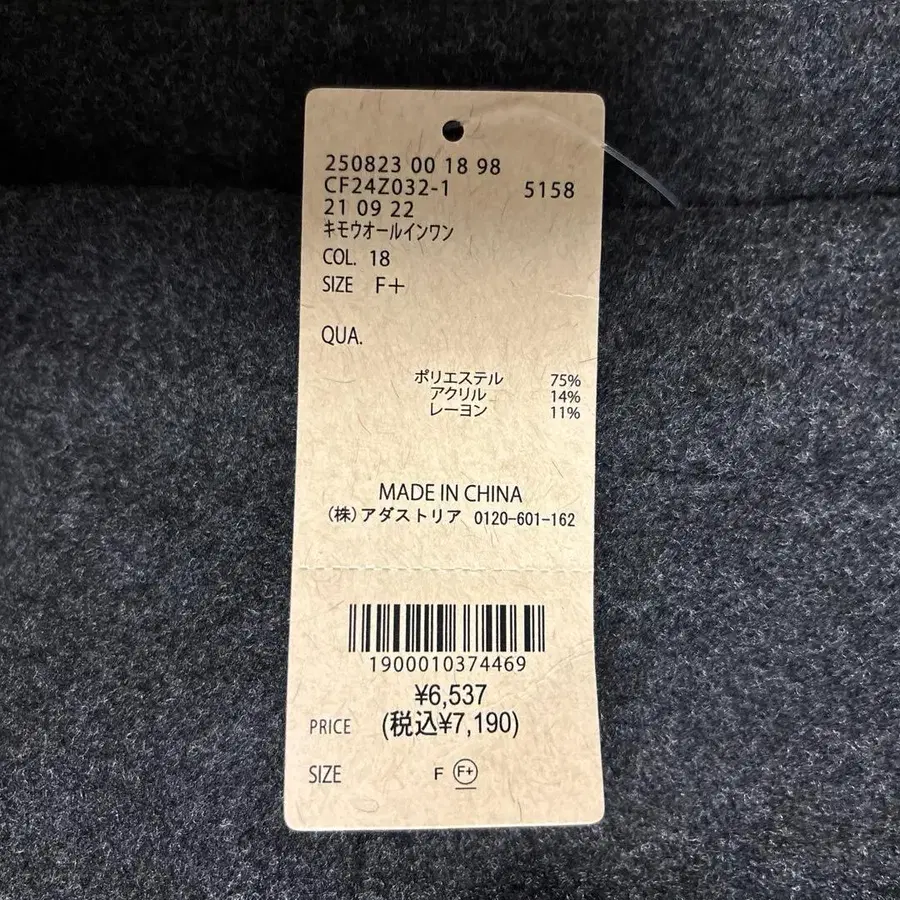 250823 00 18 98
CF24Z032-1 5158
21 09 22
キモウオールインワン
COL. 18
SIZE F+
QUA.
ポリエステル 75%
アクリル 14%
レーヨン 11%
MADE IN CHINA
(株)アダストリア 0120-601-162
1900010374469
¥6,537
PRICE (税込¥7,190)
SIZE F F+